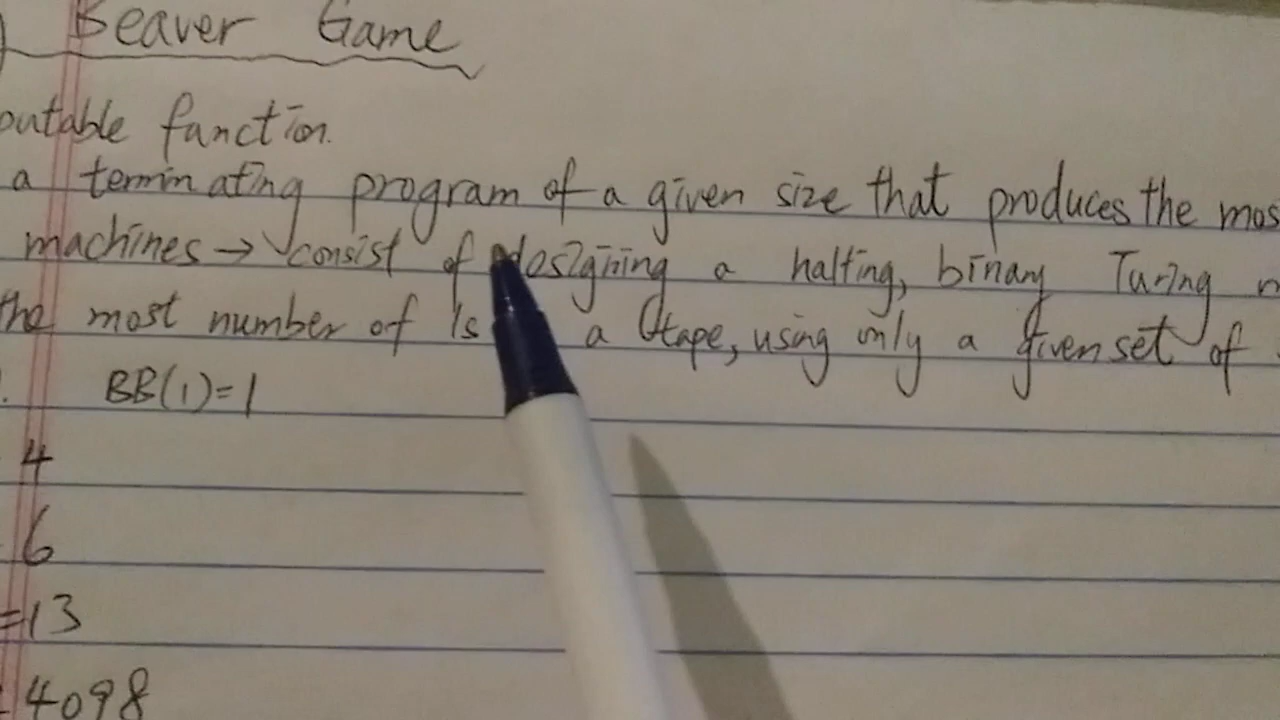 Beaver Game
putable function.
a terminating program of a given size that produces the mos
machines → consist of designing a halting, binary Turing
the most number of 1s a tape, using only a given set of
BB(1)=1
4
6
=13
4098